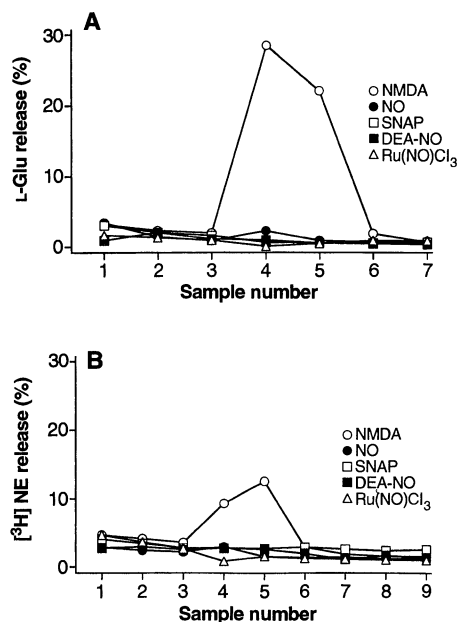 A
L-Glu release (%)
30
20
10
0
NMDA
NO
SNAP
DEA-NO
Ru(NO)Cl3
1 2 3 4 5 6 7
Sample number
B
[3H] NE release (%)
30
20
10
0
NMDA
NO
SNAP
DEA-NO
Ru(NO)Cl3
1 2 3 4 5 6 7 8 9
Sample number